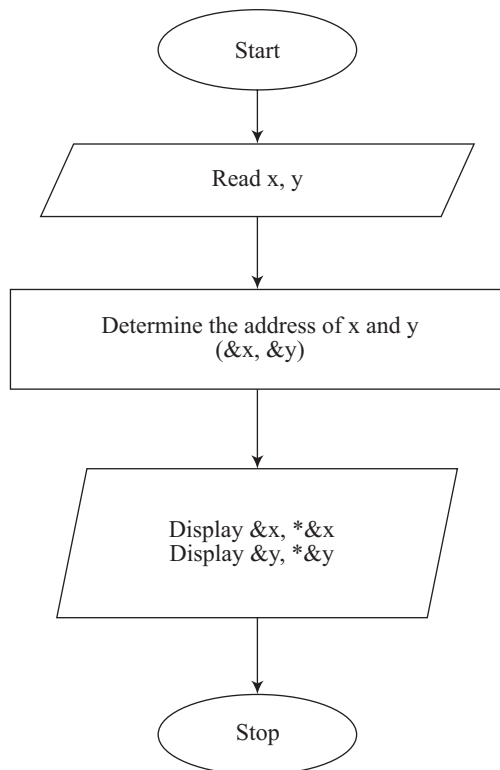 Start
Read x, y
Determine the address of x and y
(&x, &y)
Display &x, *&x
Display &y, *&y
Stop